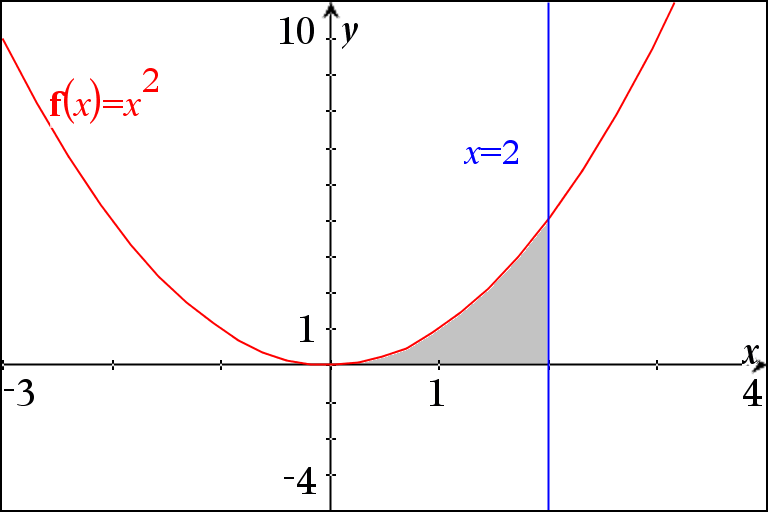 10 y
f(x)=x²
x=2
1
x
-3 1 4
-4